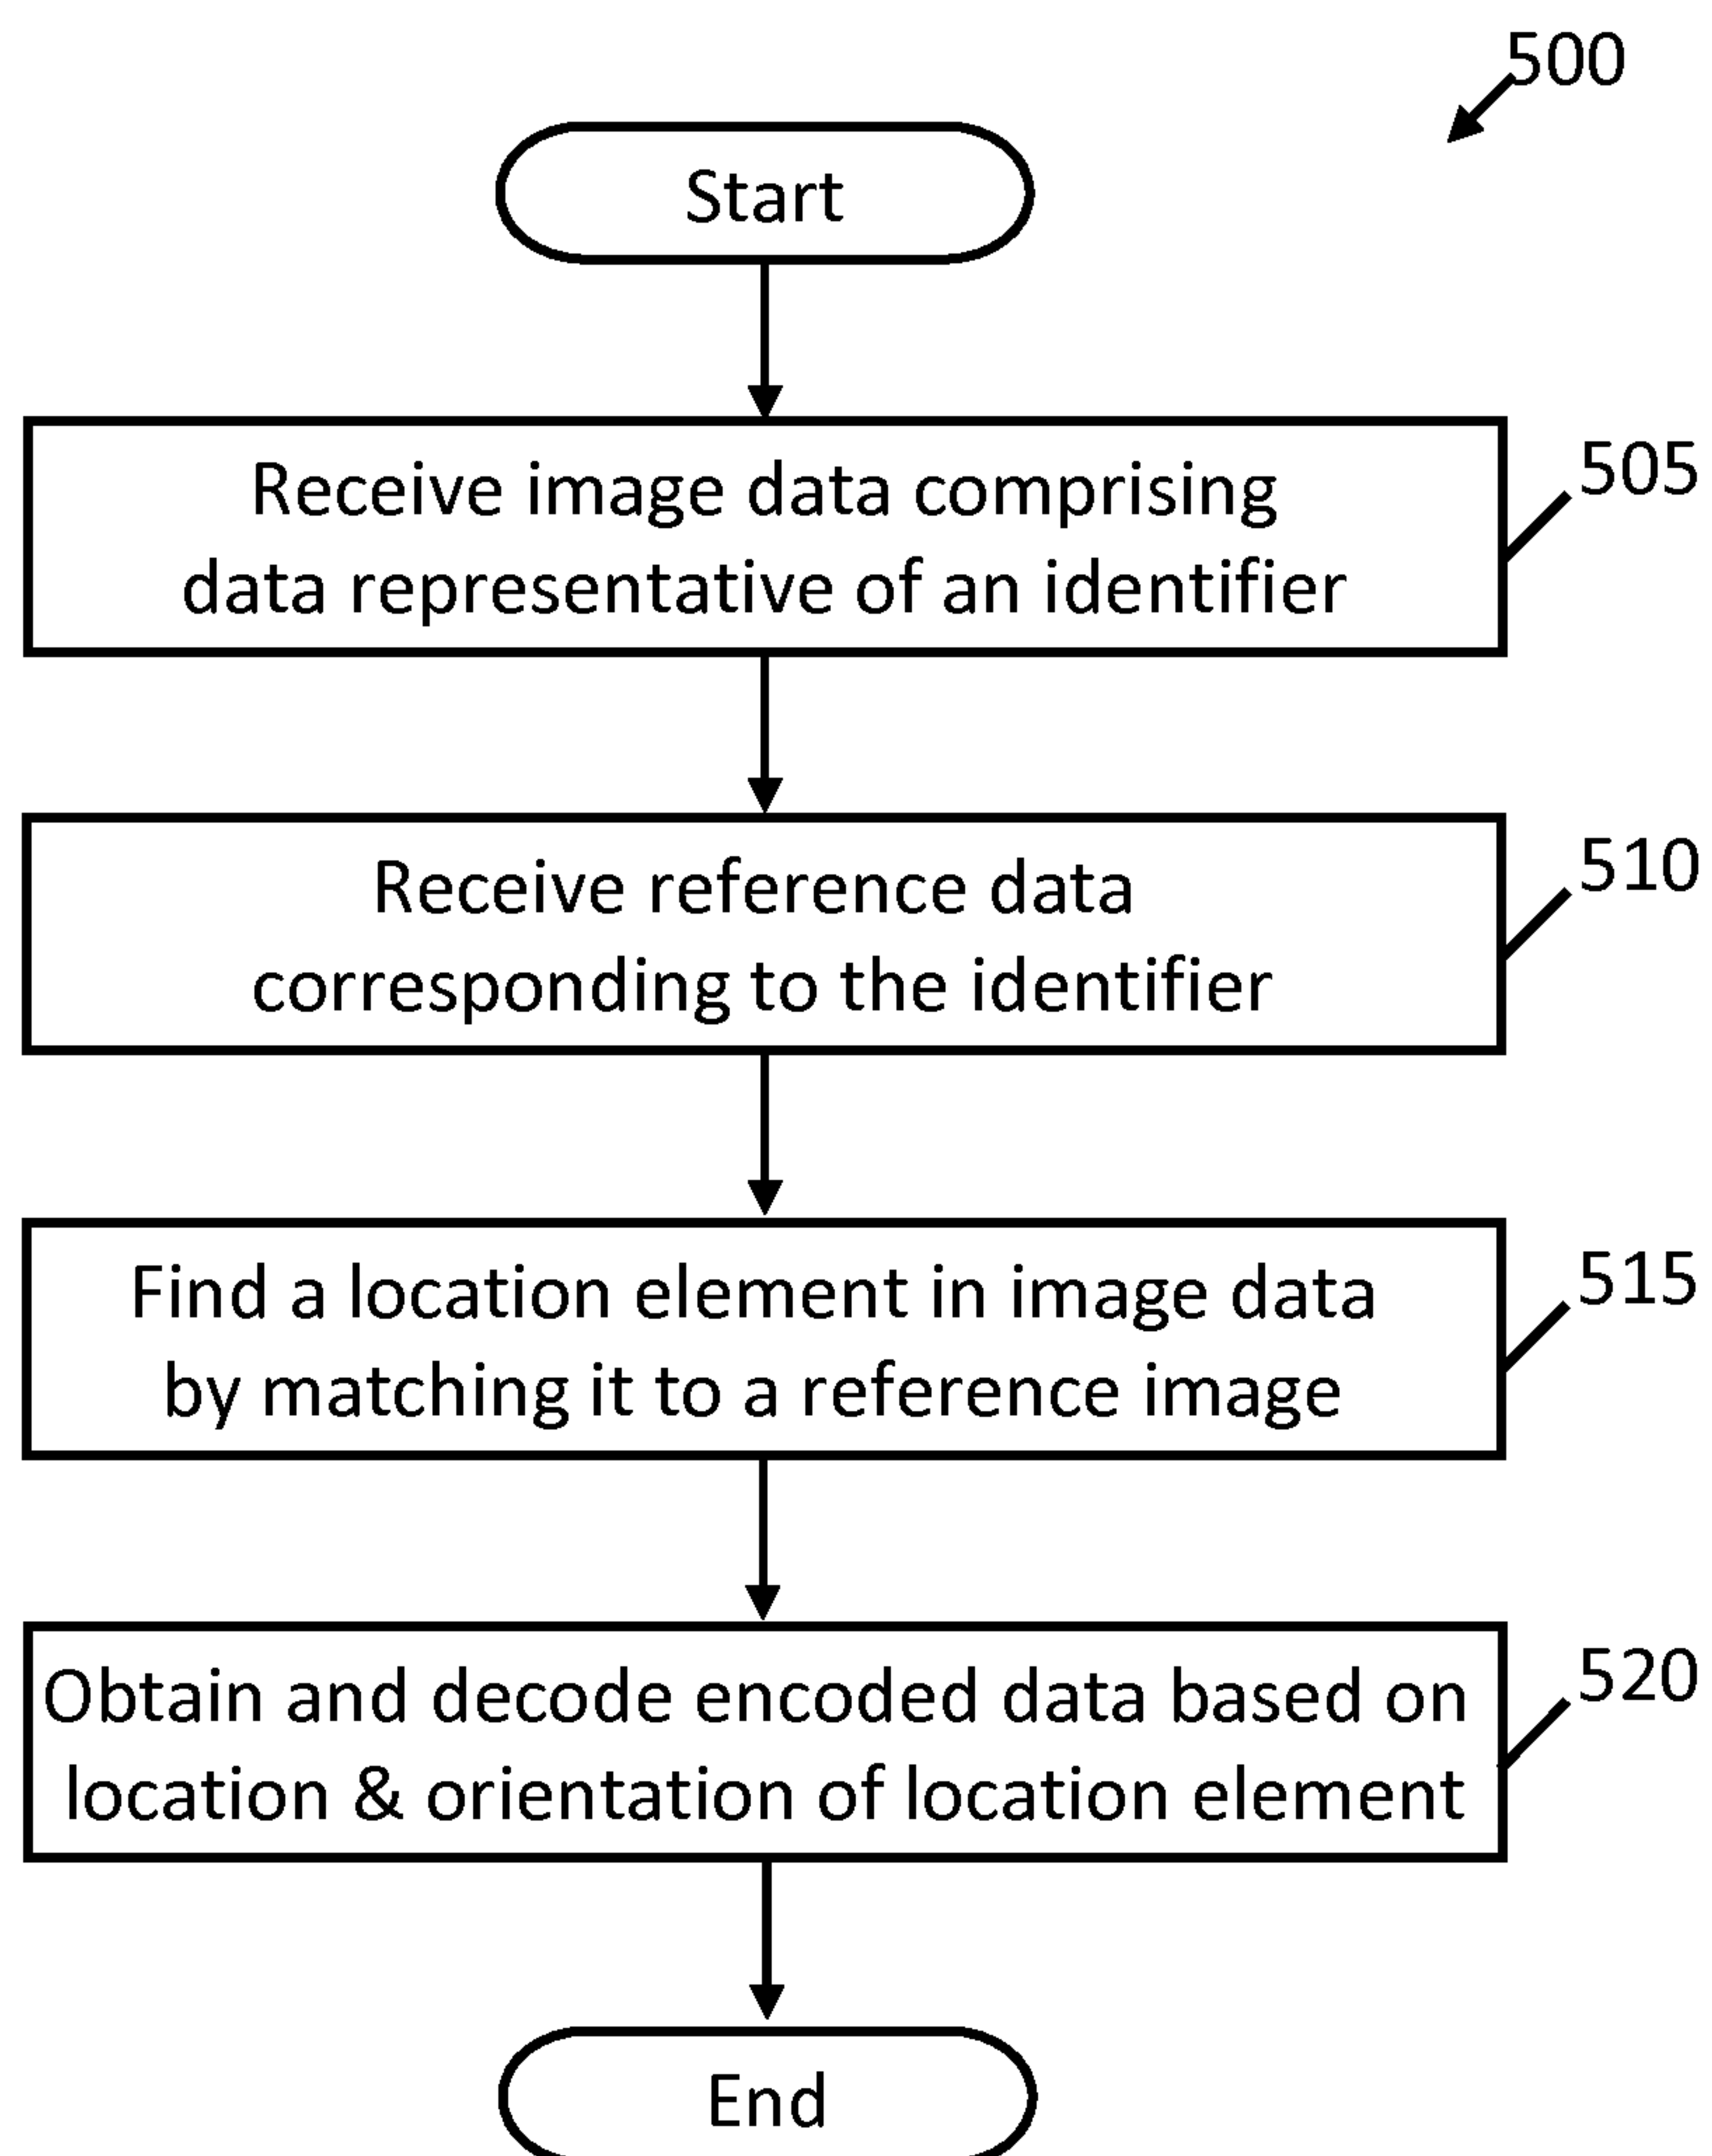 500
Start
Receive image data comprising
data representative of an identifier
505
Receive reference data
corresponding to the identifier
510
Find a location element in image data
by matching it to a reference image
515
Obtain and decode encoded data based on
location & orientation of location element
520
End